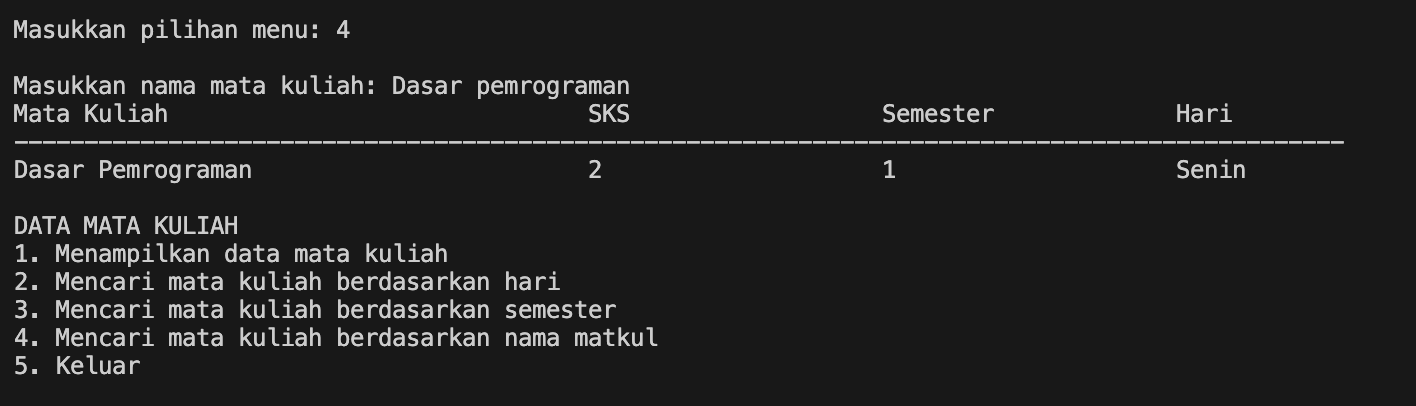 Masukkan pilihan menu: 4
Masukkan nama mata kuliah: Dasar pemrograman
Mata Kuliah SKS Semester Hari
-----------------------------------------------------------------------------------------------
Dasar Pemrograman 2 1 Senin
DATA MATA KULIAH
1. Menampilkan data mata kuliah
2. Mencari mata kuliah berdasarkan hari
3. Mencari mata kuliah berdasarkan semester
4. Mencari mata kuliah berdasarkan nama matkul
5. Keluar